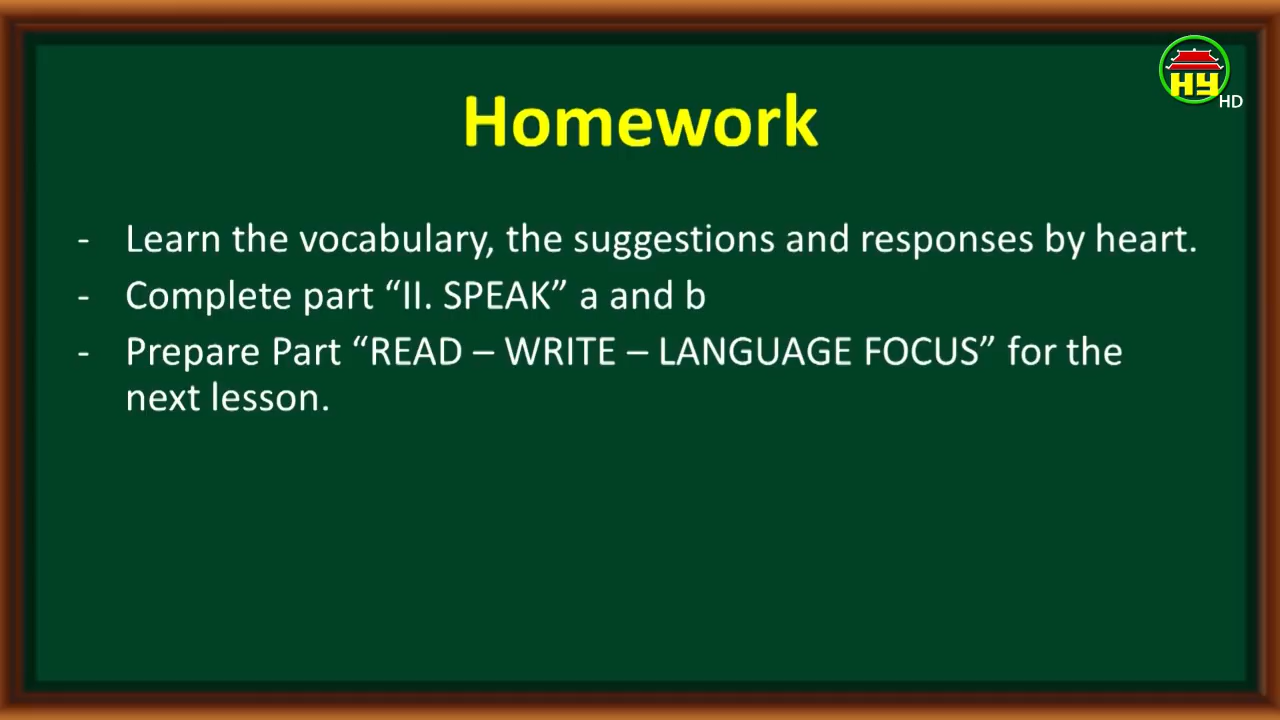 HY
HD
Homework
- Learn the vocabulary, the suggestions and responses by heart.
- Complete part “II. SPEAK” a and b
- Prepare Part “READ – WRITE – LANGUAGE FOCUS” for the
next lesson.